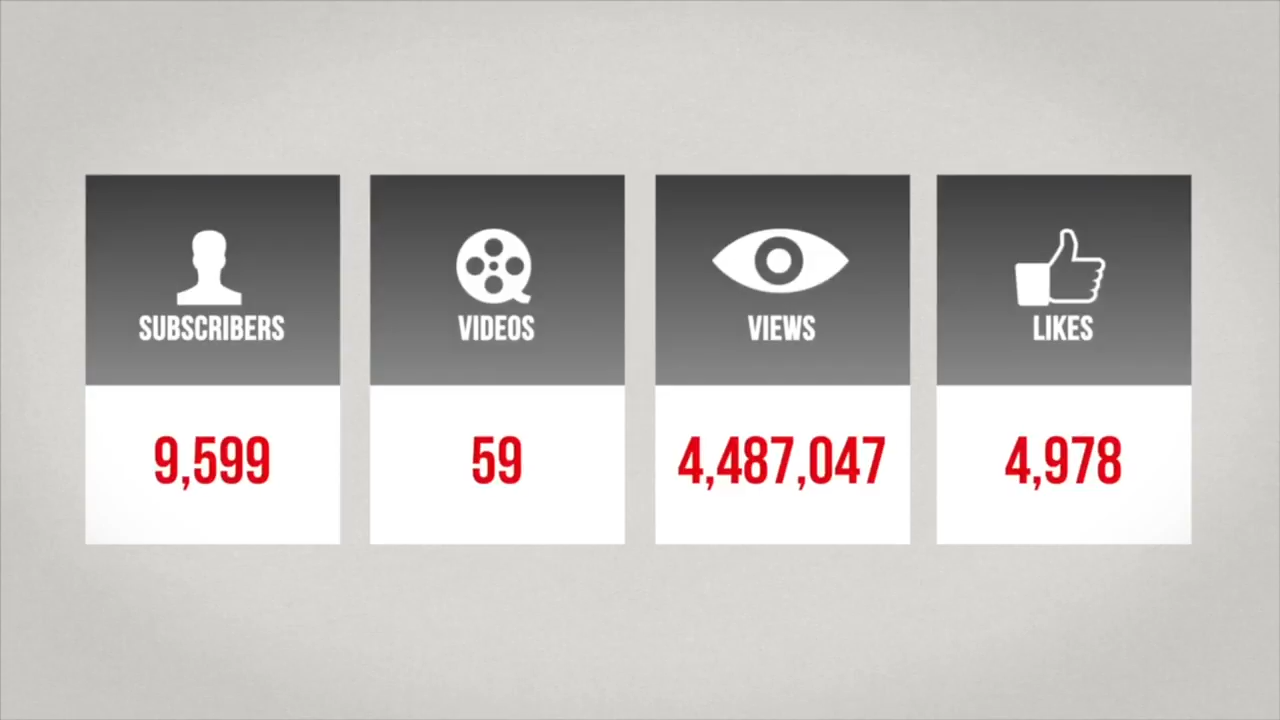 SUBSCRIBERS
VIDEOS
VIEWS
LIKES
9,599
59
4,487,047
4,978